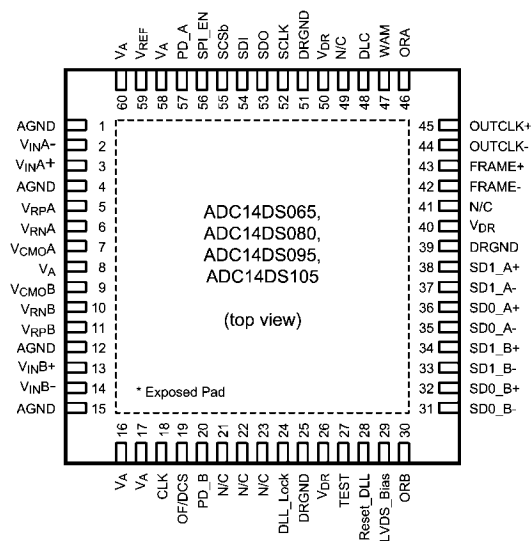 VA
VREF
VA
PD_A
SPI_EN
SCSb
SDI
SDO
SCLK
DRGND
VDR
N/C
DLC
WAM
ORA
60 59 58 57 56 55 54 53 52 51 50 49 48 47 46
AGND 1
VINA- 2
VINA+ 3
AGND 4
VRPA 5
VRNA 6
VCMOA 7
VA 8
VCMOB 9
VRNB 10
VRPB 11
AGND 12
VINB+ 13
VINB- 14
AGND 15
ADC14DS065,
ADC14DS080,
ADC14DS095,
ADC14DS105
(top view)
* Exposed Pad
45 OUTCLK+
44 OUTCLK-
43 FRAME+
42 FRAME-
41 N/C
40 VDR
39 DRGND
38 SD1_A+
37 SD1_A-
36 SD0_A+
35 SD0_A-
34 SD1_B+
33 SD1_B-
32 SD0_B+
31 SD0_B-
16 17 18 19 20 21 22 23 24 25 26 27 28 29 30
VA
VA
CLK
OF/DCS
PD_B
N/C
N/C
N/C
DLL_Lock
DRGND
VDR
TEST
Reset_DLL
LVDS_Bias
ORB